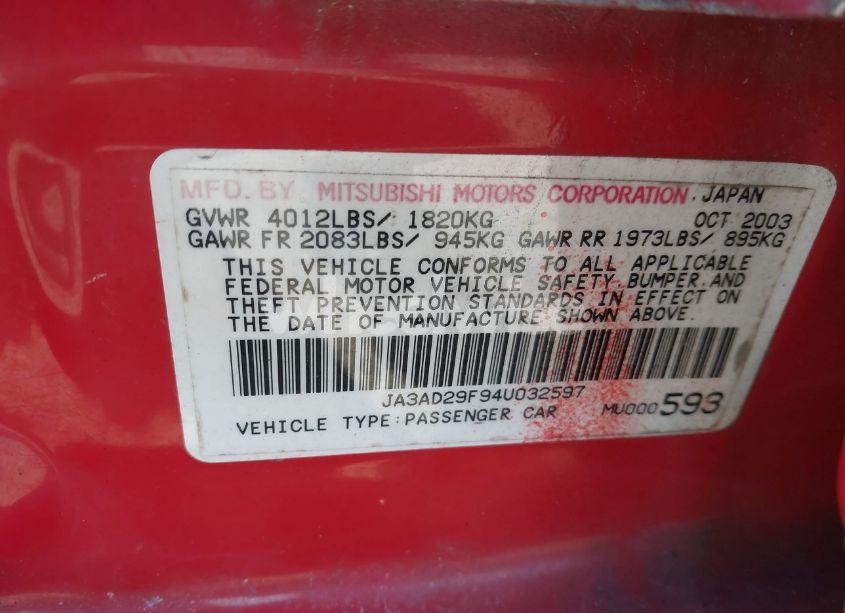 MFD. BY MITSUBISHI MOTORS CORPORATION, JAPAN
GVWR 4012LBS/ 1820KG OCT 2003
GAWR FR 2083LBS/ 945KG GAWR RR 1973LBS/ 895KG
THIS VEHICLE CONFORMS TO ALL APPLICABLE
FEDERAL MOTOR VEHICLE SAFETY, BUMPER, AND
THEFT PREVENTION STANDARDS IN EFFECT ON
THE DATE OF MANUFACTURE SHOWN ABOVE.
JA3AD29F94U032597
VEHICLE TYPE:PASSENGER CAR MU000593